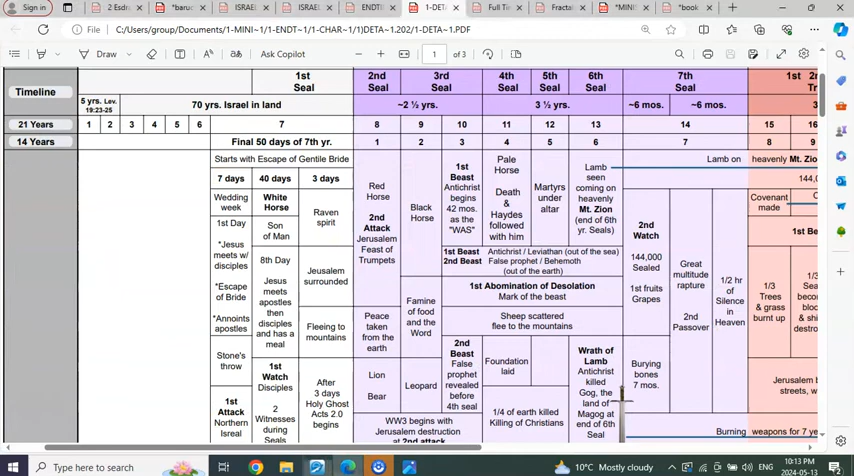 Sign in
2 Esdr
*baruc
ISRAEL
ISRAEL
ENDTI
1-DETA
Full Tim
Fractal
*MINI
*book
File
C:/Users/group/Documents/1-MINI~1/1-ENDT~1/1-CHAR~1/1)DETA~1.202/1-DETA~1.PDF
Draw
Ask Copilot
1 of 3
Timeline
1st Seal
2nd Seal
3rd Seal
4th Seal
5th Seal
6th Seal
7th Seal
1st
5 yrs. Lev. 19:23-25
70 yrs. Israel in land
~2 ½ yrs.
3 ½ yrs.
~6 mos.
~6 mos.
21 Years
1 2 3 4 5 6 7 8 9 10 11 12 13 14 15 16
14 Years
Final 50 days of 7th yr.
1 2 3 4 5 6 7 8 9
Starts with Escape of Gentile Bride
7 days
40 days
3 days
Wedding week
1st Day
*Jesus meets w/ disciples
*Escape of Bride
*Annoints apostles
Stone's throw
1st Attack
Northern Isreal
White Horse
Son of Man
8th Day
Jesus meets apostles then disciples and has a meal
1st Watch
Disciples
2 Witnesses during Seals
Raven spirit
Jerusalem surrounded
Fleeing to mountains
After 3 days Holy Ghost Acts 2.0 begins
Red Horse
2nd Attack
Jerusalem Feast of Trumpets
Peace taken from the earth
Lion
Bear
Black Horse
Famine of food and the Word
Leopard
WW3 begins with Jerusalem destruction at 2nd attack
1st Beast
Antichrist begins 42 mos. as the "WAS"
Pale Horse
Death & Haydes followed with him
Martyrs under altar
Lamb seen coming on heavenly Mt. Zion (end of 6th yr. Seals)
1st Beast Antichrist / Leviathan (out of the sea)
2nd Beast False prophet / Behemoth (out of the earth)
1st Abomination of Desolation
Mark of the beast
Sheep scattered flee to the mountains
2nd Beast
False prophet revealed before 4th seal
Foundation laid
1/4 of earth killed
Killing of Christians
Wrath of Lamb
Antichrist killed Gog, the land of Magog at end of 6th Seal
Lamb on heavenly Mt. Zion
144,
2nd Watch
144,000 Sealed
1st fruits Grapes
Burying bones 7 mos.
Great multitude rapture
2nd Passover
1/2 hr of Silence in Heaven
Covenant made
1st B
1/3 Trees & grass burnt up
1/3
Jerusalem
streets,
Burning weapons for 7
Type here to search
10°C Mostly cloudy
10:13 PM
2024-05-13